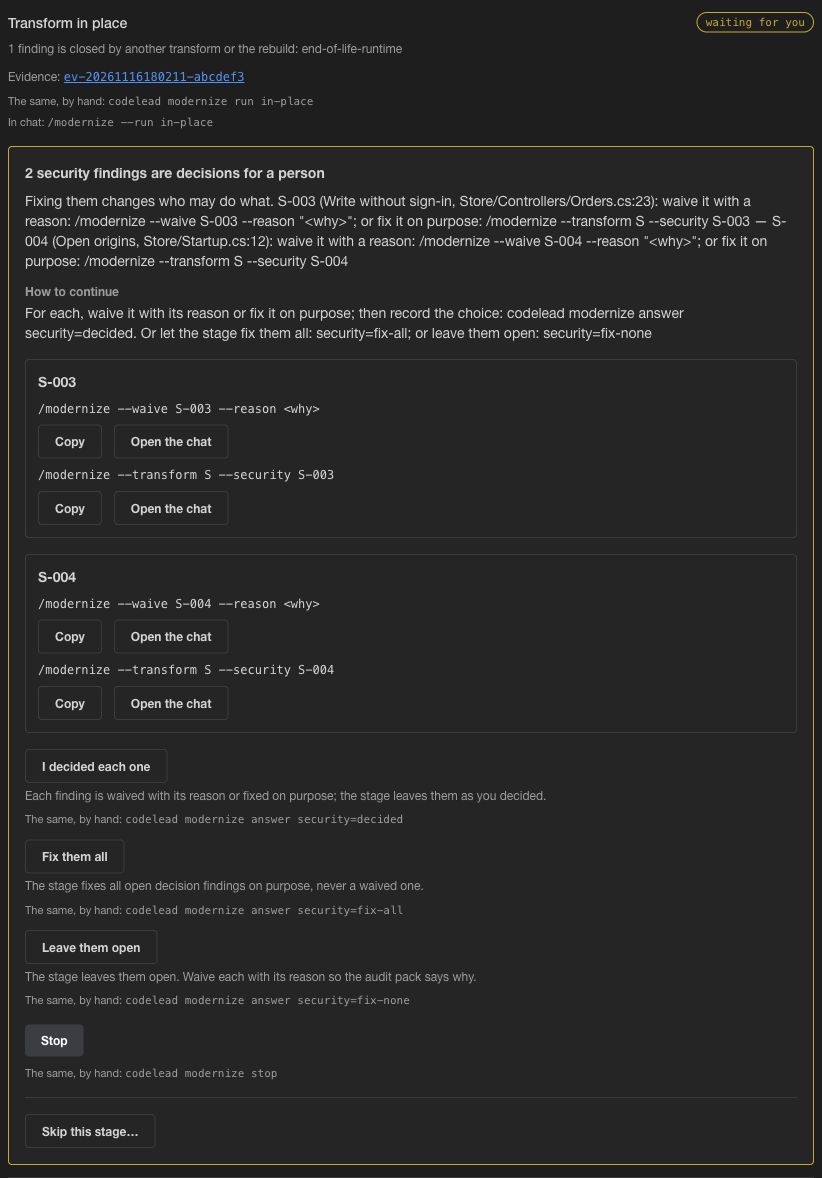 Transform in place
waiting for you
1 finding is closed by another transform or the rebuild: end-of-life-runtime
Evidence: ev-20261116180211-abcdef3
The same, by hand: codelead modernize run in-place
In chat: /modernize --run in-place
2 security findings are decisions for a person
Fixing them changes who may do what. S-003 (Write without sign-in, Store/Controllers/Orders.cs:23): waive it with a
reason: /modernize --waive S-003 --reason "<why>"; or fix it on purpose: /modernize --transform S --security S-003 — S-
004 (Open origins, Store/Startup.cs:12): waive it with a reason: /modernize --waive S-004 --reason "<why>"; or fix it on
purpose: /modernize --transform S --security S-004
How to continue
For each, waive it with its reason or fix it on purpose; then record the choice: codelead modernize answer
security=decided. Or let the stage fix them all: security=fix-all; or leave them open: security=fix-none
S-003
/modernize --waive S-003 --reason <why>
Copy
Open the chat
/modernize --transform S --security S-003
Copy
Open the chat
S-004
/modernize --waive S-004 --reason <why>
Copy
Open the chat
/modernize --transform S --security S-004
Copy
Open the chat
I decided each one
Each finding is waived with its reason or fixed on purpose; the stage leaves them as you decided.
The same, by hand: codelead modernize answer security=decided
Fix them all
The stage fixes all open decision findings on purpose, never a waived one.
The same, by hand: codelead modernize answer security=fix-all
Leave them open
The stage leaves them open. Waive each with its reason so the audit pack says why.
The same, by hand: codelead modernize answer security=fix-none
Stop
The same, by hand: codelead modernize stop
Skip this stage...